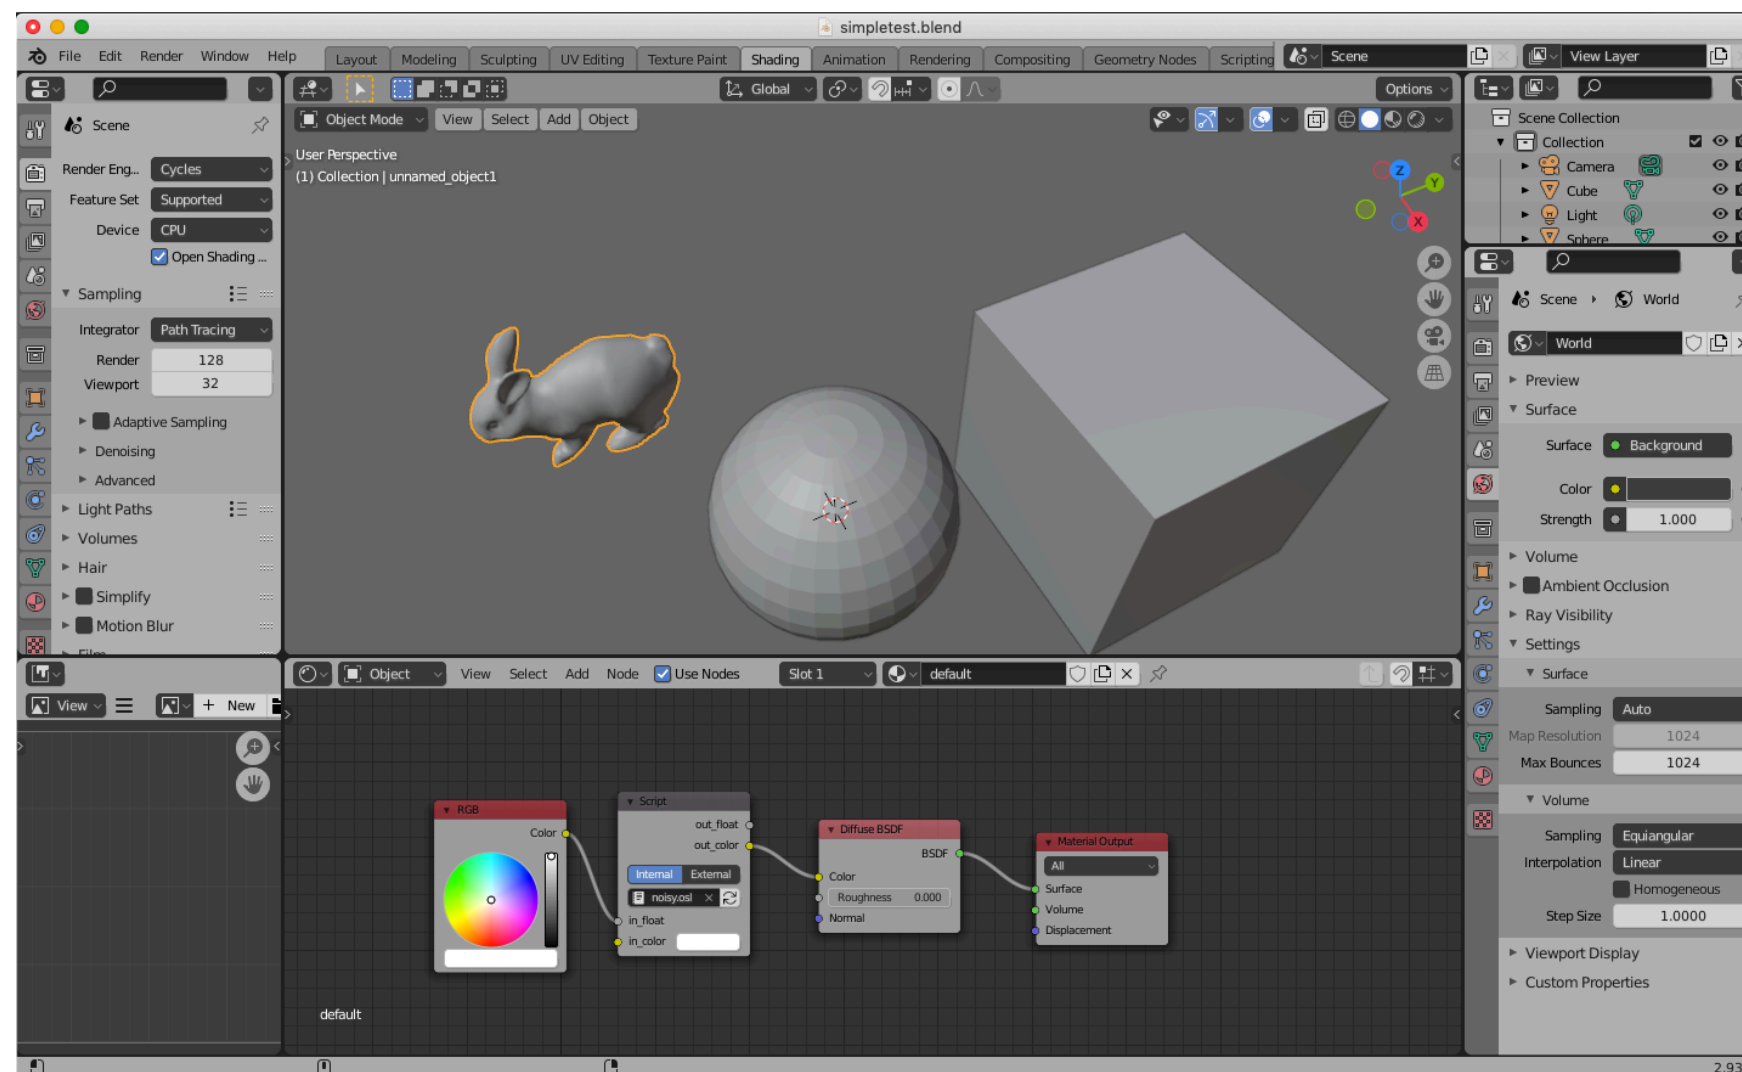 simpletest.blend
File Edit Render Window Help Layout Modeling Sculpting UV Editing Texture Paint Shading Animation Rendering Compositing Geometry Nodes Scripting Scene View Layer
Global Options
Object Mode View Select Add Object
User Perspective
(1) Collection | unnamed_object1
Z
Y
X
Scene
Render Eng... Cycles
Feature Set Supported
Device CPU
Open Shading ...
Sampling
Integrator Path Tracing
Render 128
Viewport 32
Adaptive Sampling
Denoising
Advanced
Light Paths
Volumes
Hair
Simplify
Motion Blur
Film
Scene Collection
Collection
Camera
Cube
Light
Sphere
Scene World
World
Preview
Surface
Surface Background
Color
Strength 1.000
Volume
Ambient Occlusion
Ray Visibility
Settings
Surface
Sampling Auto
Map Resolution 1024
Max Bounces 1024
Volume
Sampling Equiangular
Interpolation Linear
Homogeneous
Step Size 1.0000
Viewport Display
Custom Properties
View + New
Object View Select Add Node Use Nodes Slot 1 default
RGB
Color
Script
out_float
out_color
Internal External
noisy.osl
in_float
in_color
Diffuse BSDF
BSDF
Color
Roughness 0.000
Normal
Material Output
All
Surface
Volume
Displacement
default
2.93